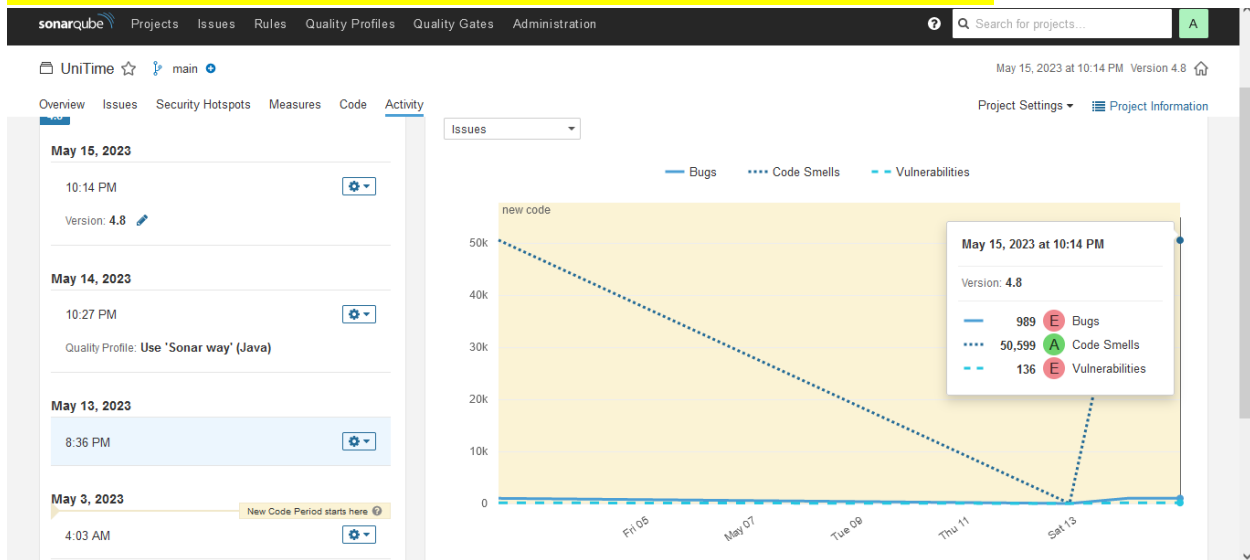 sonarqube Projects Issues Rules Quality Profiles Quality Gates Administration ? Search for projects... A
UniTime main May 15, 2023 at 10:14 PM Version 4.8
Overview Issues Security Hotspots Measures Code Activity Project Settings Project Information
4.8
May 15, 2023
10:14 PM
Version: 4.8
May 14, 2023
10:27 PM
Quality Profile: Use 'Sonar way' (Java)
May 13, 2023
8:36 PM
May 3, 2023
New Code Period starts here ?
4:03 AM
Issues
Bugs Code Smells Vulnerabilities
new code
50k
40k
30k
20k
10k
0
Fri 05 May 07 Tue 09 Thu 11 Sat 13
May 15, 2023 at 10:14 PM
Version: 4.8
989 E Bugs
50,599 A Code Smells
136 E Vulnerabilities